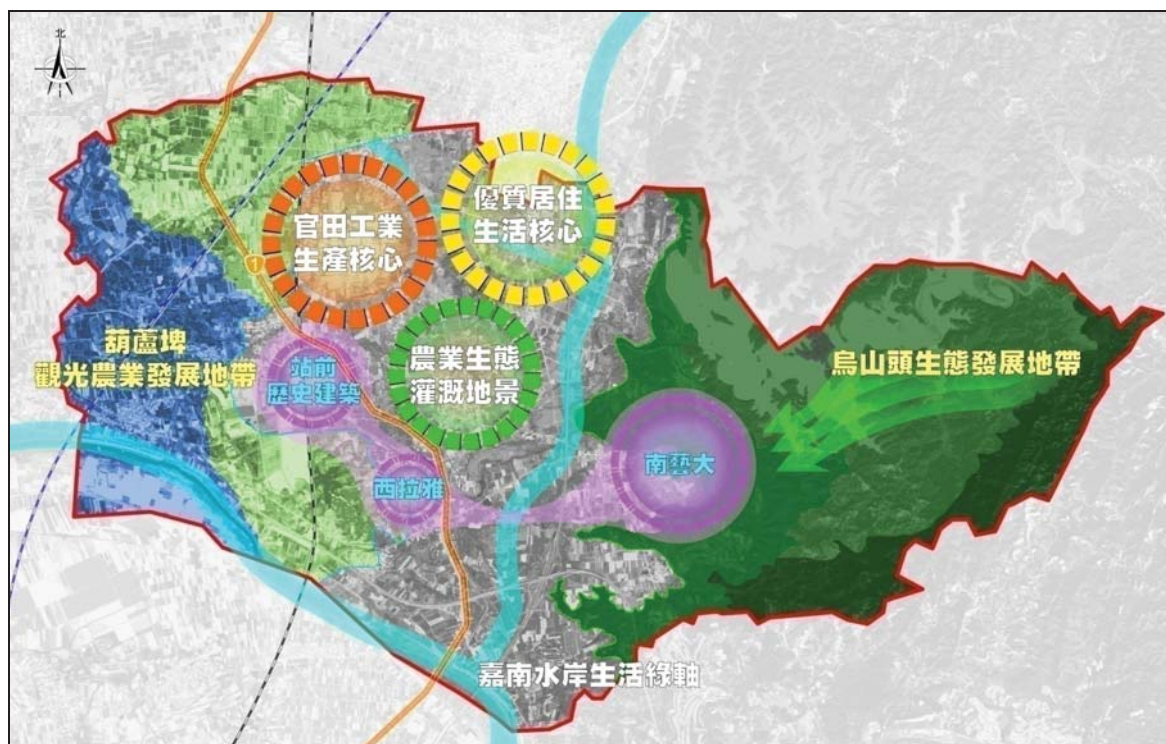 北
官田工業
生產核心
優質居住
生活核心
1
葫蘆埤
觀光農業發展地帶
站前
歷史建築
農業生態
灌溉地景
烏山頭生態發展地帶
南藝大
西拉雅
嘉南水岸生活綠軸